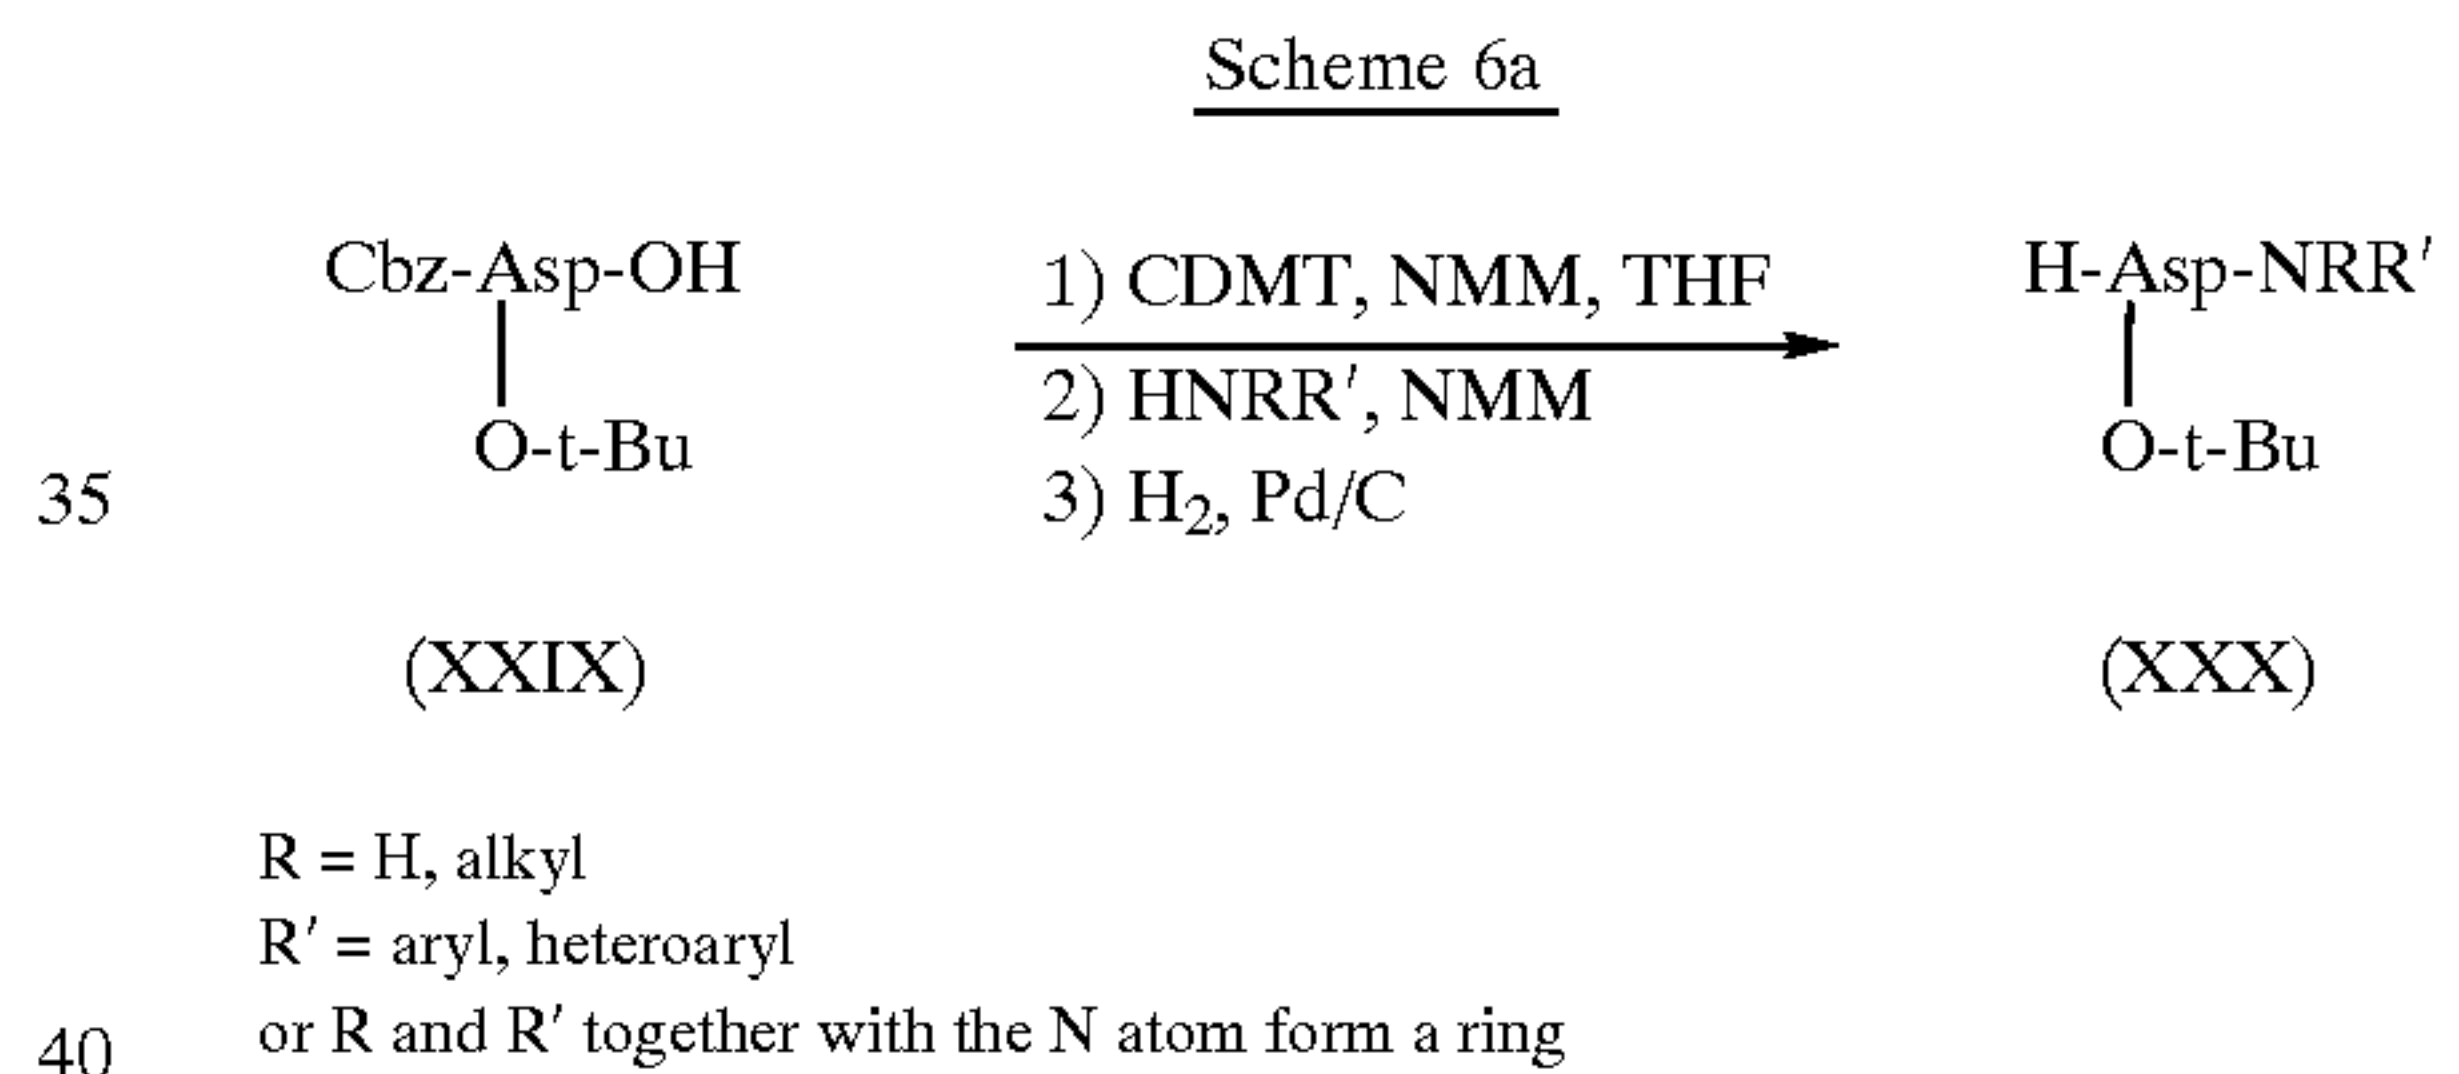 Scheme 6a
Cbz-Asp-OH
O-t-Bu
1) CDMT, NMM, THF
2) HNRR′, NMM
3) H₂, Pd/C
H-Asp-NRR′
O-t-Bu
35
(XXIX)
(XXX)
R = H, alkyl
R′ = aryl, heteroaryl
40
or R and R′ together with the N atom form a ring